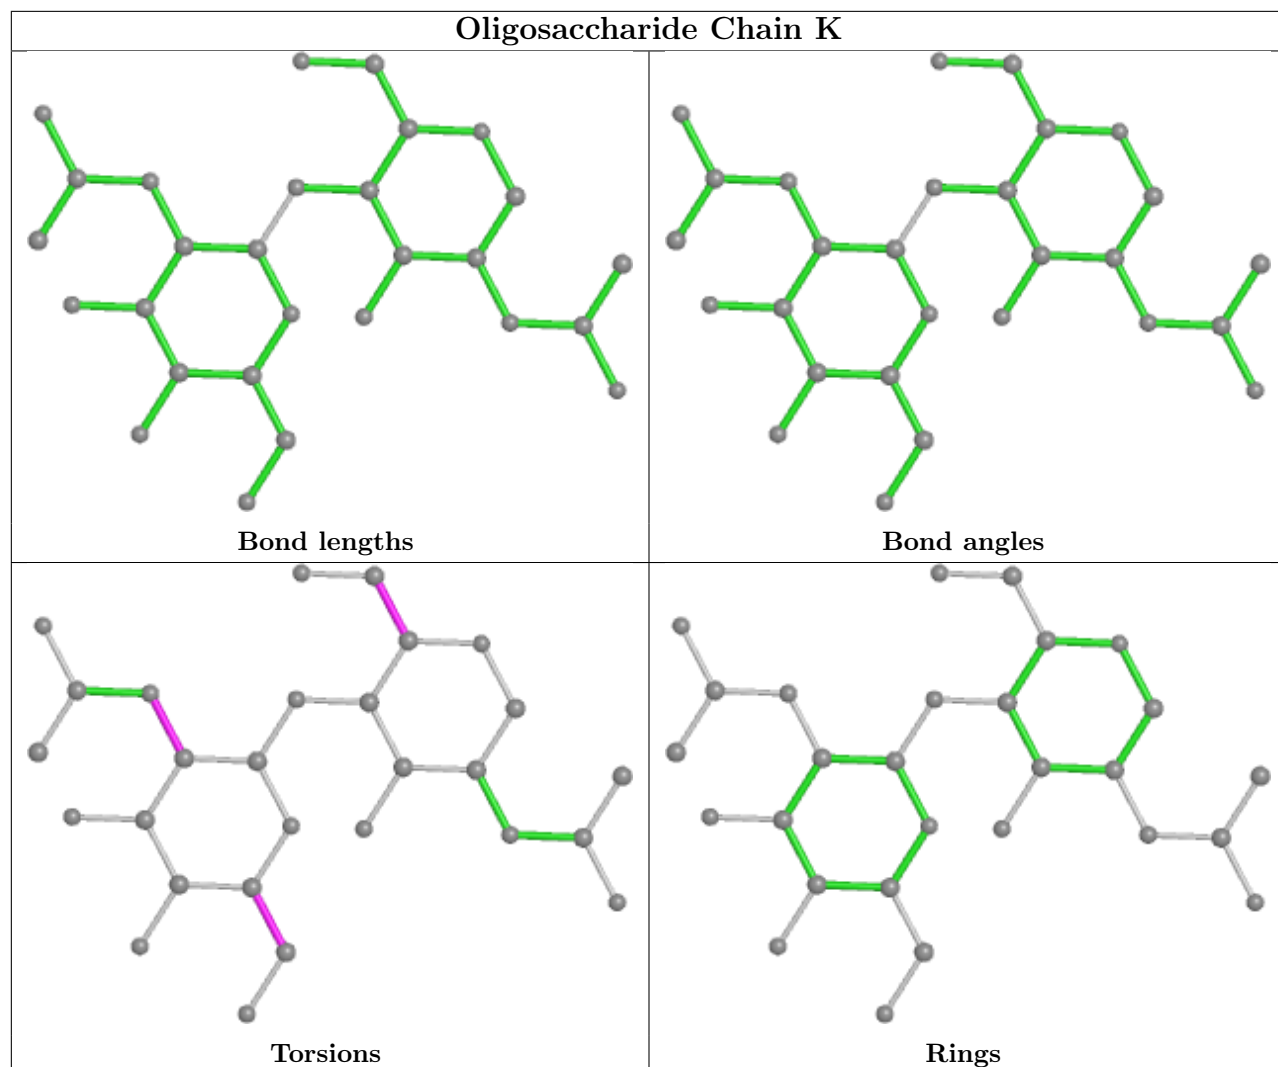 Oligosaccharide Chain K
Bond lengths
Bond angles
Torsions
Rings